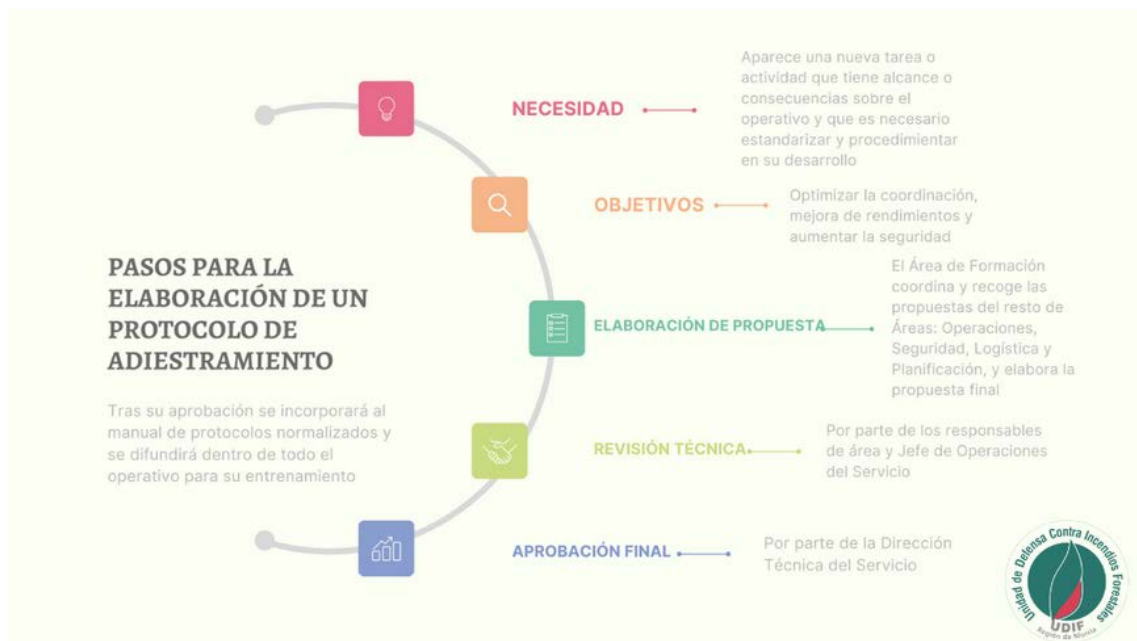 PASOS PARA LA
ELABORACIÓN DE UN
PROTOCOLO DE
ADIESTRAMIENTO
Tras su aprobación se incorporará al
manual de protocolos normalizados y
se difundirá dentro de todo el
operativo para su entrenamiento
NECESIDAD
Aparece una nueva tarea o
actividad que tiene alcance o
consecuencias sobre el
operativo y que es necesario
estandarizar y procedimientar
en su desarrollo
OBJETIVOS
Optimizar la coordinación,
mejora de rendimientos y
aumentar la seguridad
ELABORACIÓN DE PROPUESTA
El Área de Formación
coordina y recoge las
propuestas del resto de
Áreas: Operaciones,
Seguridad, Logística y
Planificación, y elabora la
propuesta final
REVISIÓN TÉCNICA
Por parte de los responsables
de área y Jefe de Operaciones
del Servicio
APROBACIÓN FINAL
Por parte de la Dirección
Técnica del Servicio
Unidad de Defensa Contra Incendios Forestales
UDIF
Región de Murcia